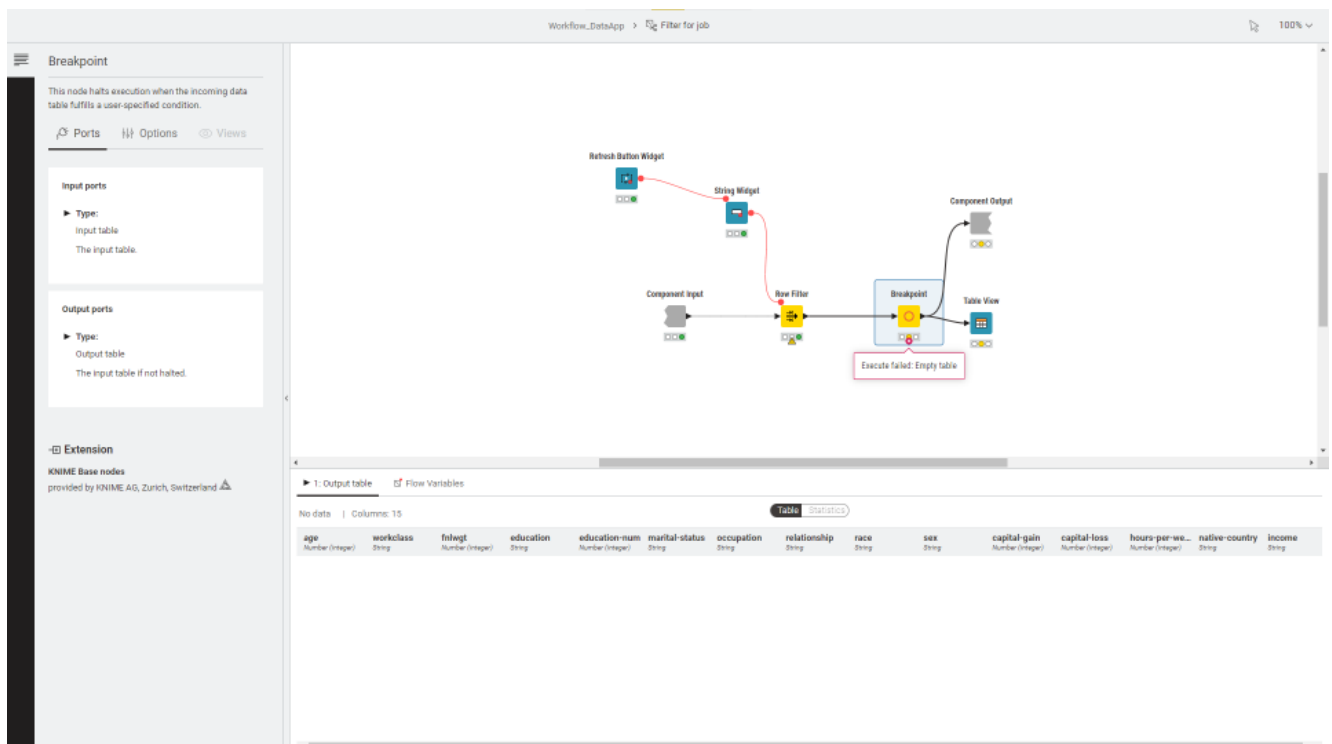 Workflow_DataApp > Filter for job
100%
Breakpoint
This node halts execution when the incoming data
table fulfills a user-specified condition.
Ports Options Views
Input ports
Type:
Input table
The input table.
Output ports
Type:
Output table
The input table if not halted.
Extension
KNIME Base nodes
provided by KNIME AG, Zurich, Switzerland
Refresh Button Widget
String Widget
Component Output
Component Input
Row Filter
Breakpoint
Table View
Execute failed: Empty table
1: Output table Flow Variables
No data | Columns: 15
Table Statistics
age workclass fnlwgt education education-num marital-status occupation relationship race sex capital-gain capital-loss hours-per-we... native-country income
Number (integer) String Number (integer) String Number (integer) String String String String String Number (integer) Number (integer) Number (integer) String String